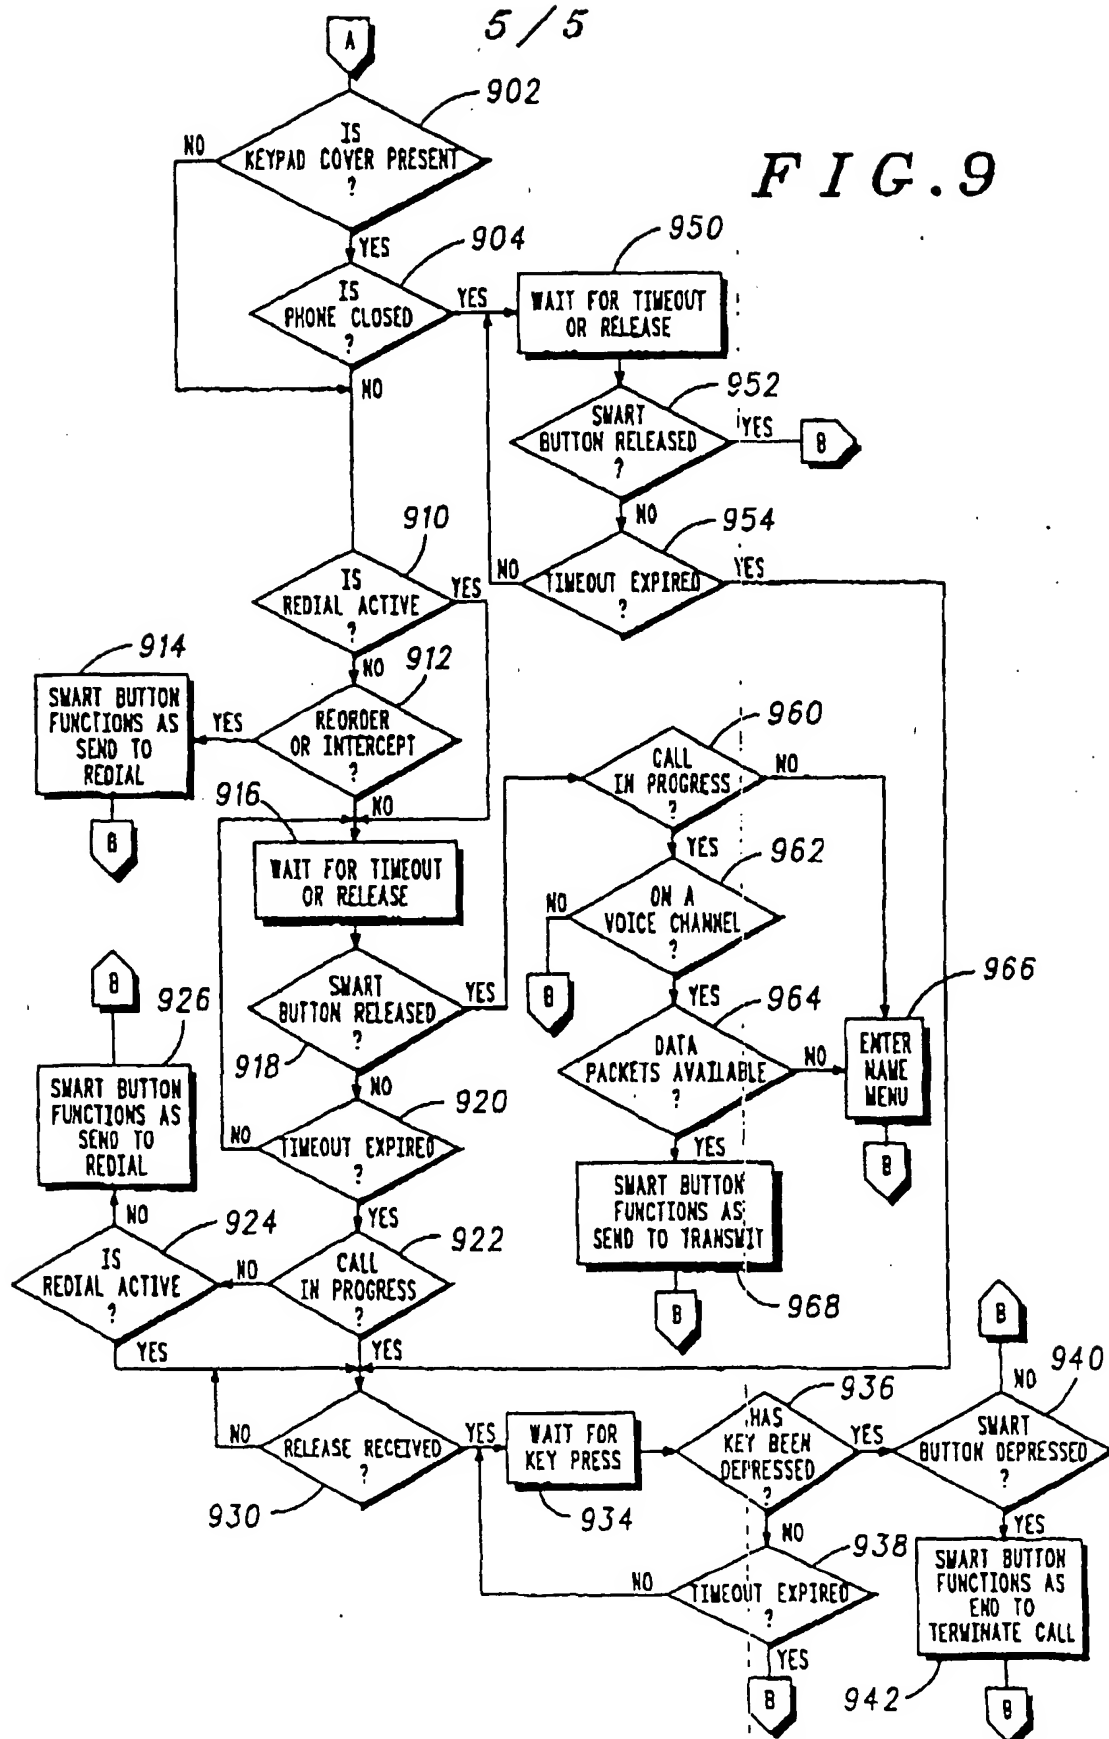 5/5
A
902
IS
KEYPAD COVER PRESENT
?
NO
FIG.9
YES
904
IS
PHONE CLOSED
?
YES
NO
950
WAIT FOR TIMEOUT
OR RELEASE
952
SMART
BUTTON RELEASED
?
YES
B
NO
954
TIMEOUT EXPIRED
?
NO
YES
910
IS
REDIAL ACTIVE
?
YES
NO
912
REORDER
OR INTERCEPT
?
YES
NO
914
SMART BUTTON
FUNCTIONS AS
SEND TO
REDIAL
B
916
WAIT FOR TIMEOUT
OR RELEASE
SMART
BUTTON RELEASED
?
918
YES
NO
960
CALL
IN PROGRESS
?
NO
YES
962
ON A
VOICE CHANNEL
?
NO
B
YES
964
DATA
PACKETS AVAILABLE
?
NO
YES
966
ENTER
NAME
MENU
B
SMART BUTTON
FUNCTIONS AS
SEND TO TRANSMIT
968
B
B
926
SMART BUTTON
FUNCTIONS AS
SEND TO
REDIAL
NO
920
TIMEOUT EXPIRED
?
NO
YES
924
IS
REDIAL ACTIVE
?
YES
922
CALL
IN PROGRESS
?
NO
YES
RELEASE RECEIVED
?
930
NO
YES
WAIT FOR
KEY PRESS
934
936
HAS
KEY BEEN
DEPRESSED
?
YES
NO
938
TIMEOUT EXPIRED
?
NO
YES
B
B
NO
940
SMART
BUTTON DEPRESSED
?
YES
SMART BUTTON
FUNCTIONS AS
END TO
TERMINATE CALL
942
B